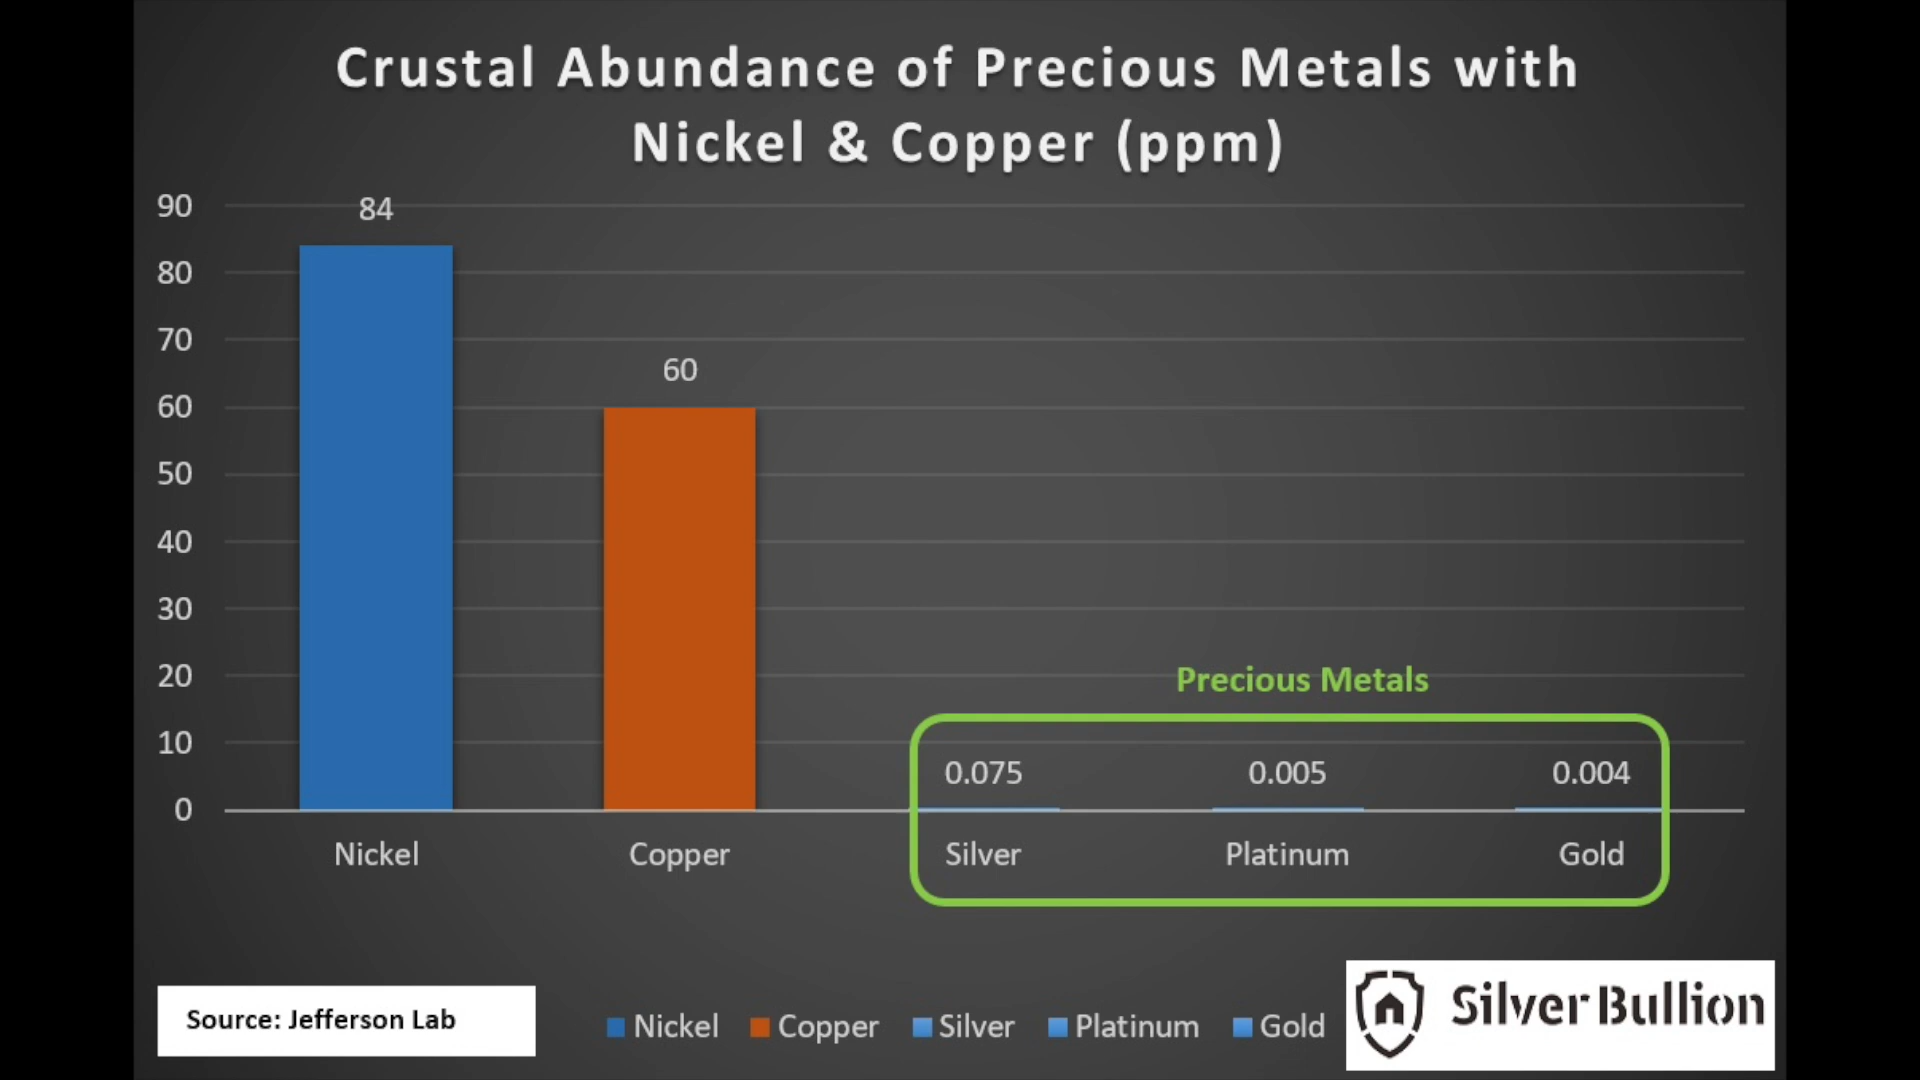 Crustal Abundance of Precious Metals with
Nickel & Copper (ppm)
90
80
70
60
50
40
30
20
10
0
84
60
Precious Metals
0.075 0.005 0.004
Nickel Copper Silver Platinum Gold
Source: Jefferson Lab
Nickel Copper Silver Platinum Gold
Silver Bullion